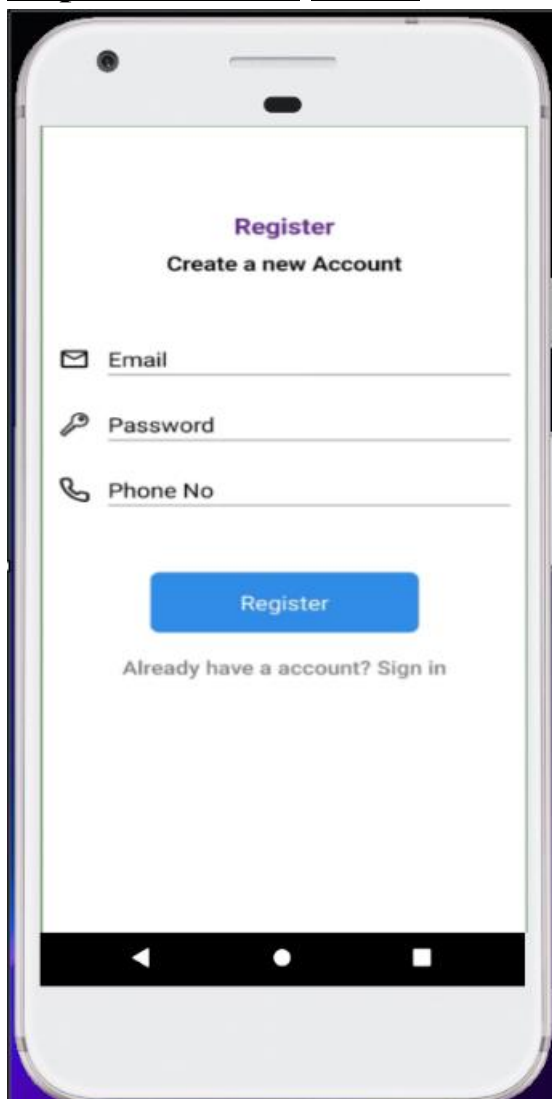 Register
Create a new Account
Email
Password
Phone No
Register
Already have a account? Sign in